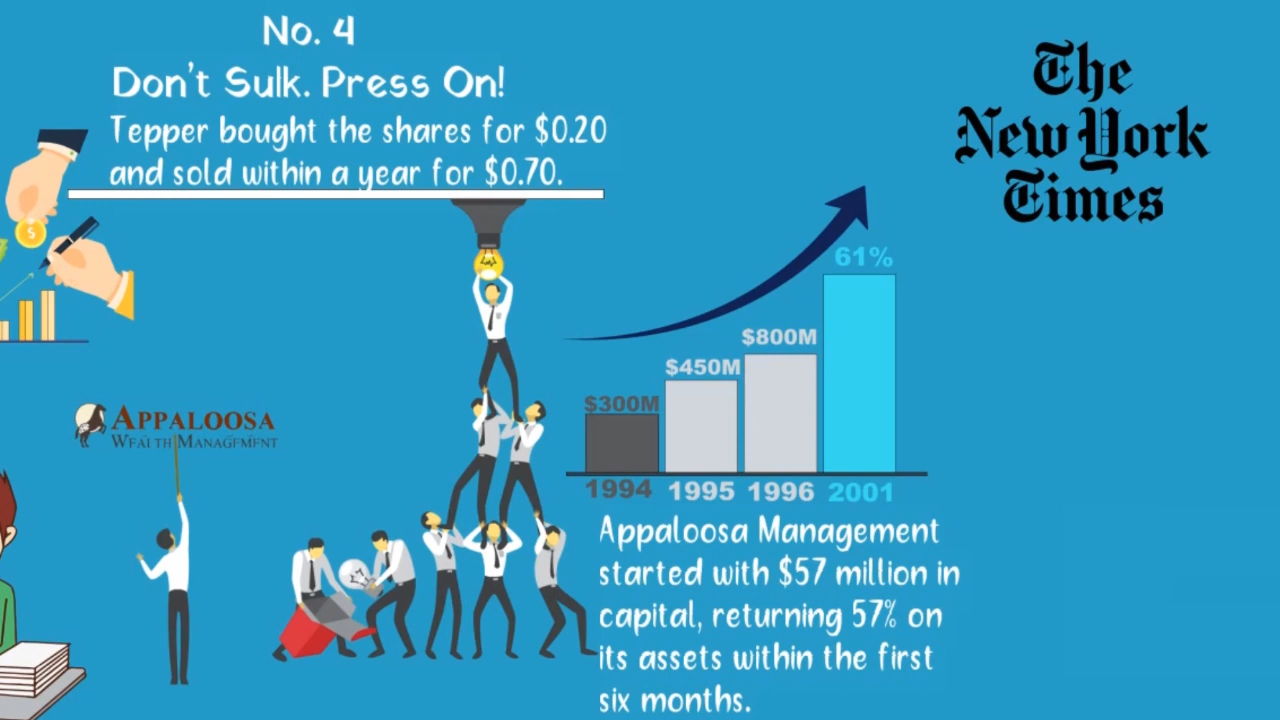 No. 4
Don't Sulk. Press On!
Tepper bought the shares for $0.20
and sold within a year for $0.70.
The
New York
Times
61%
$800M
$450M
$300M
1994 1995 1996 2001
APPALOOSA
WEALTH MANAGEMENT
Appaloosa Management
started with $57 million in
capital, returning 57% on
its assets within the first
six months.
$